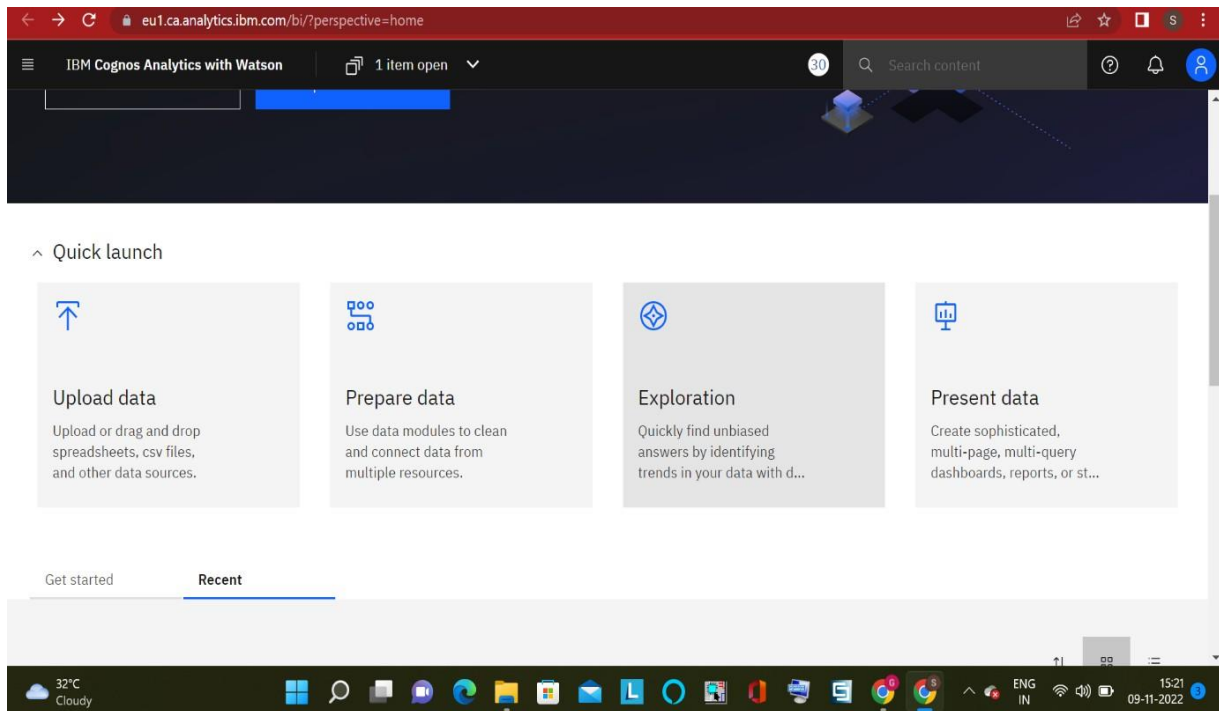 eu1.ca.analytics.ibm.com/bi/?perspective=home
S
IBM Cognos Analytics with Watson
1 item open
30
Search content
Quick launch
Upload data
Upload or drag and drop
spreadsheets, csv files,
and other data sources.
Prepare data
Use data modules to clean
and connect data from
multiple resources.
Exploration
Quickly find unbiased
answers by identifying
trends in your data with d...
Present data
Create sophisticated,
multi-page, multi-query
dashboards, reports, or st...
Get started
Recent
32°C
Cloudy
L
G
S
ENG
IN
15:21
09-11-2022
3